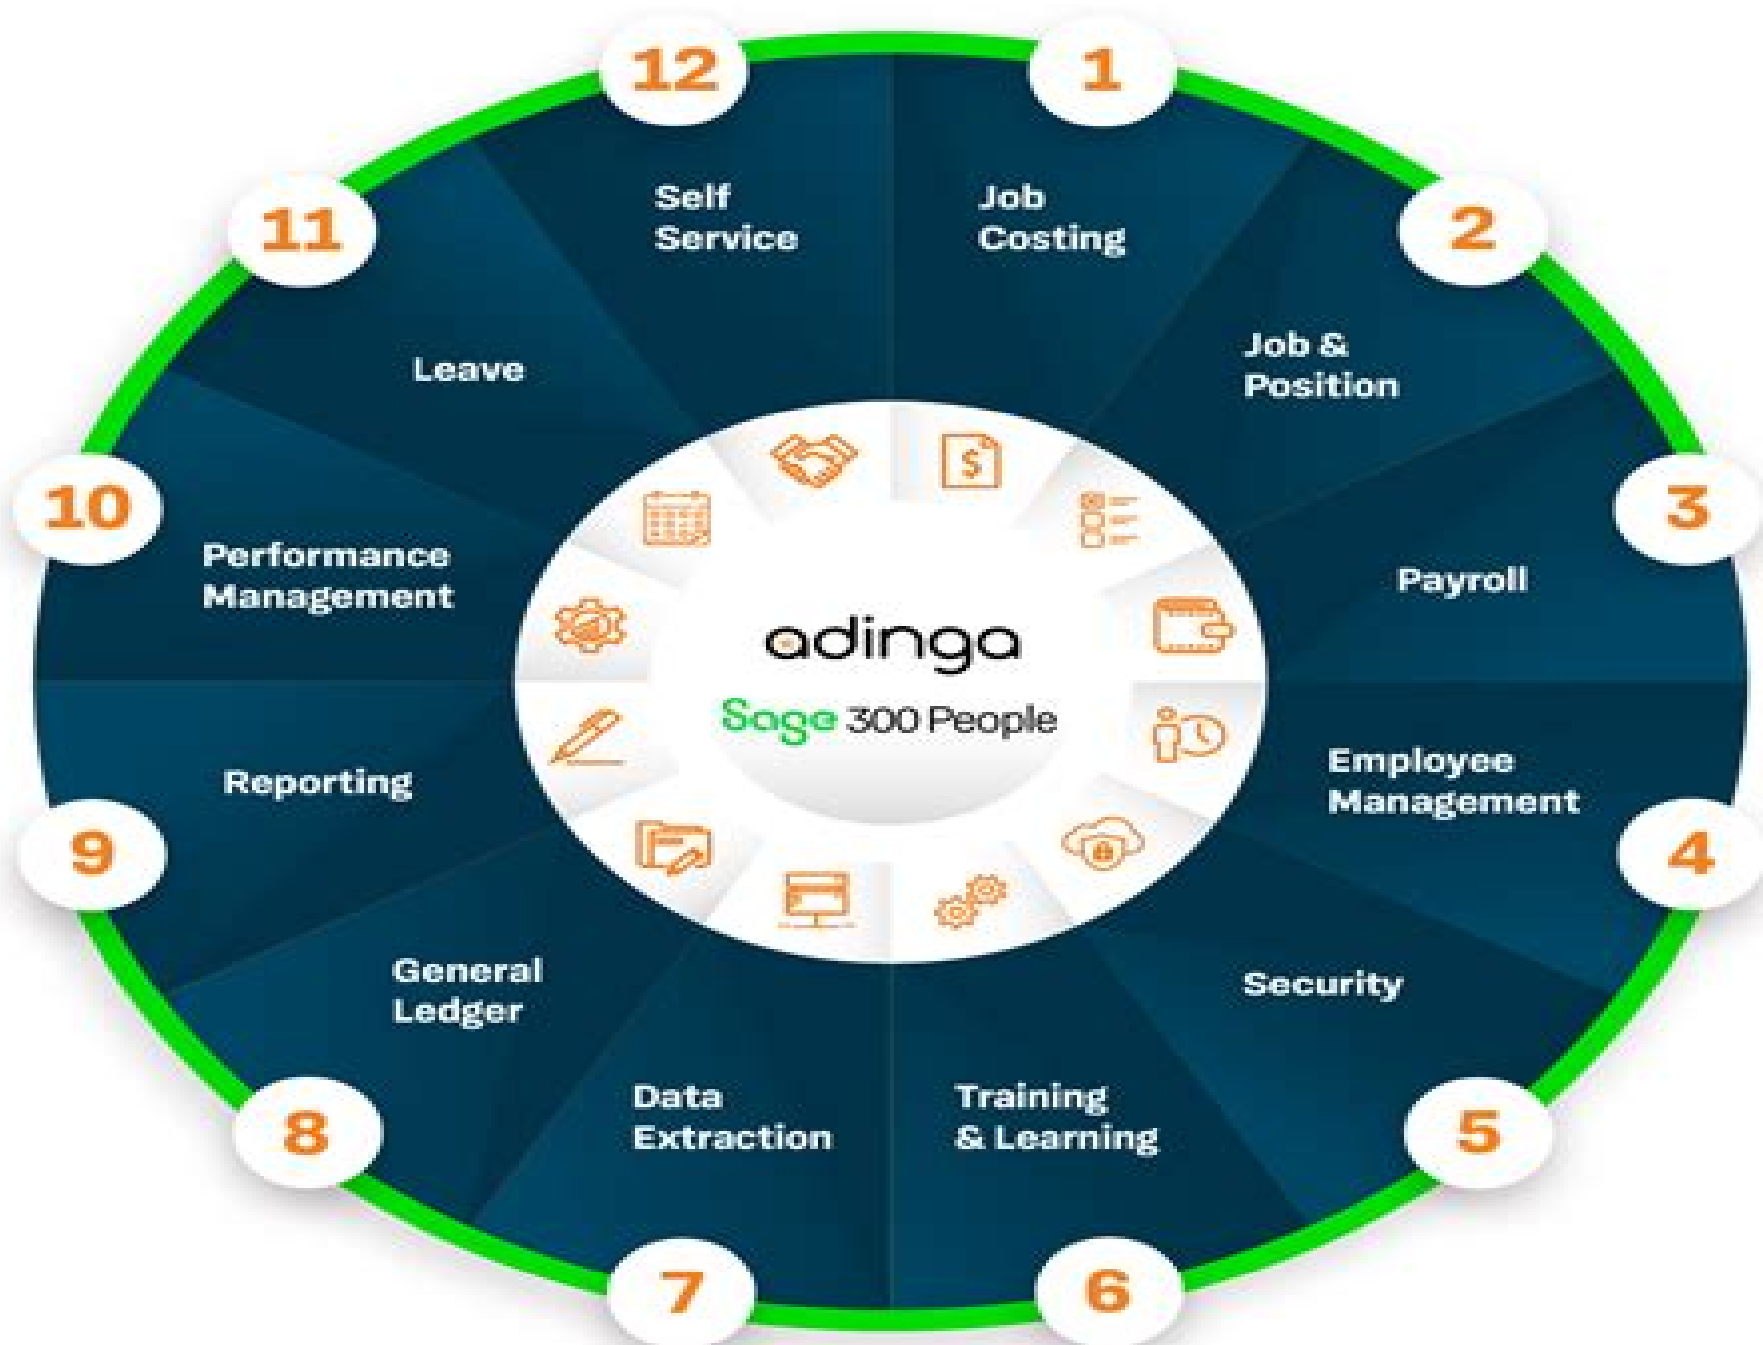 12
1
11
2
Self
Service
Job
Costing
Leave
Job &
Position
10
3
Performance
Management
Payroll
adinga
Sage 300 People
Reporting
Employee
Management
9
4
General
Ledger
Security
Data
Extraction
Training
& Learning
8
5
7
6